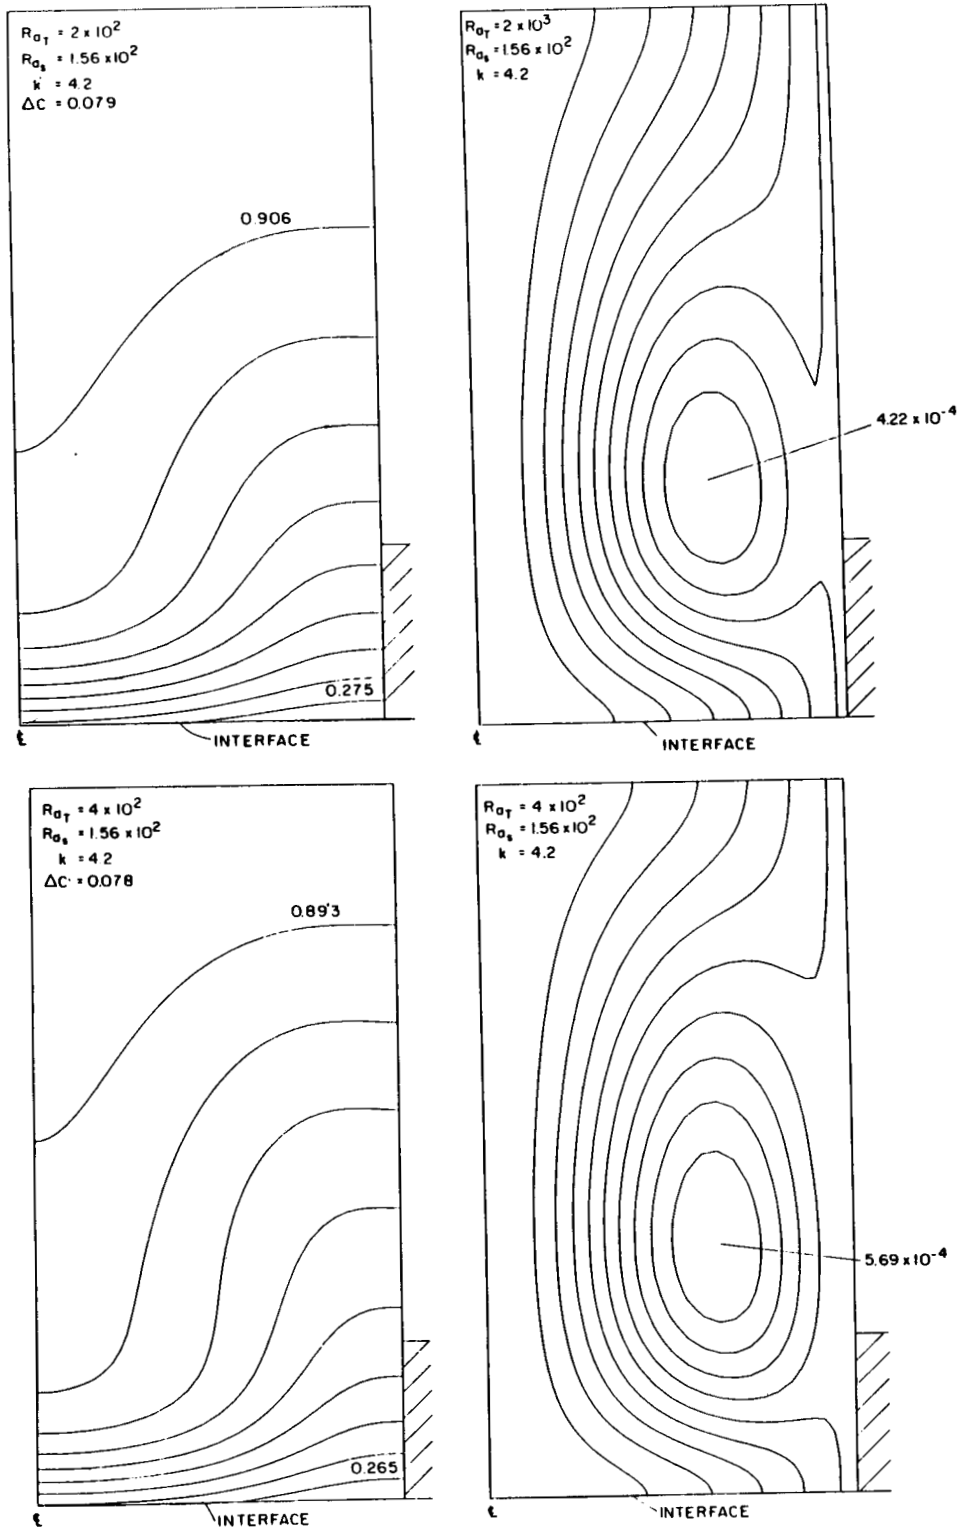 Ra_T = 2 x 10^2
Ra_s = 1.56 x 10^2
k = 4.2
ΔC = 0.079
0.906
0.275
℄
INTERFACE
Ra_T = 2 x 10^3
Ra_s = 1.56 x 10^2
k = 4.2
4.22 x 10^-4
℄
INTERFACE
Ra_T = 4 x 10^2
Ra_s = 1.56 x 10^2
k = 4.2
ΔC = 0.078
0.893
0.265
℄
INTERFACE
Ra_T = 4 x 10^2
Ra_s = 1.56 x 10^2
k = 4.2
5.69 x 10^-4
℄
INTERFACE